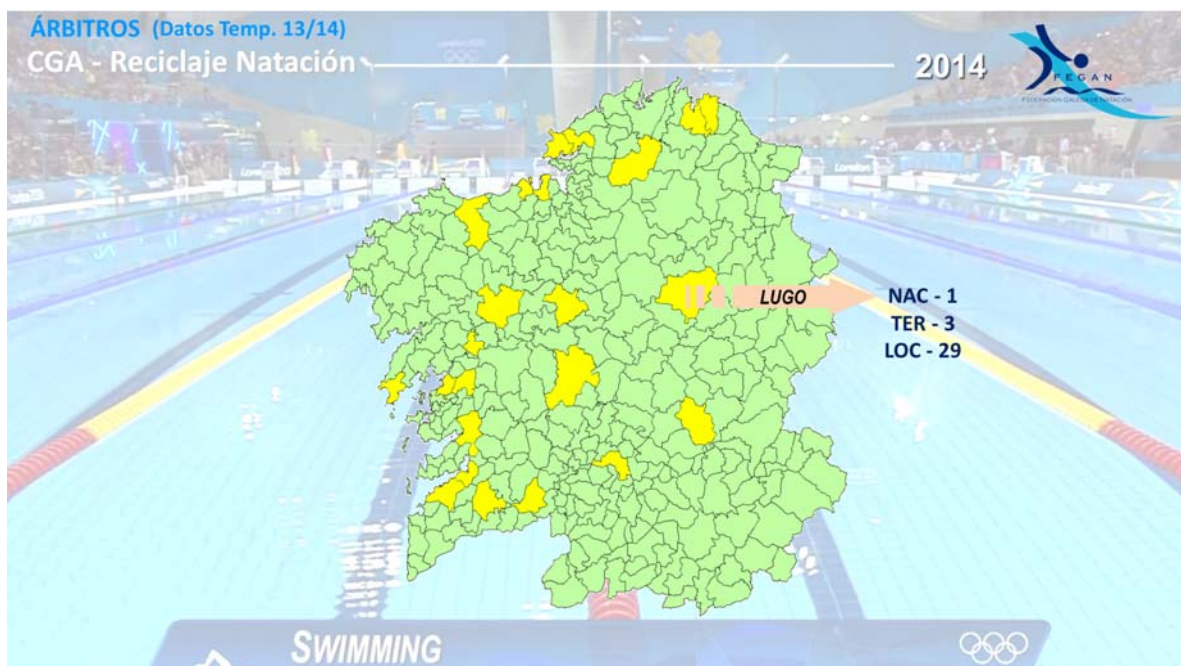 ÁRBITROS (Datos Temp. 13/14)
CGA - Reciclaje Natación
2014
FEGAN
FEDERACIÓN GALEGA DE NATACIÓN
LUGO
NAC - 1
TER - 3
LOC - 29
SWIMMING